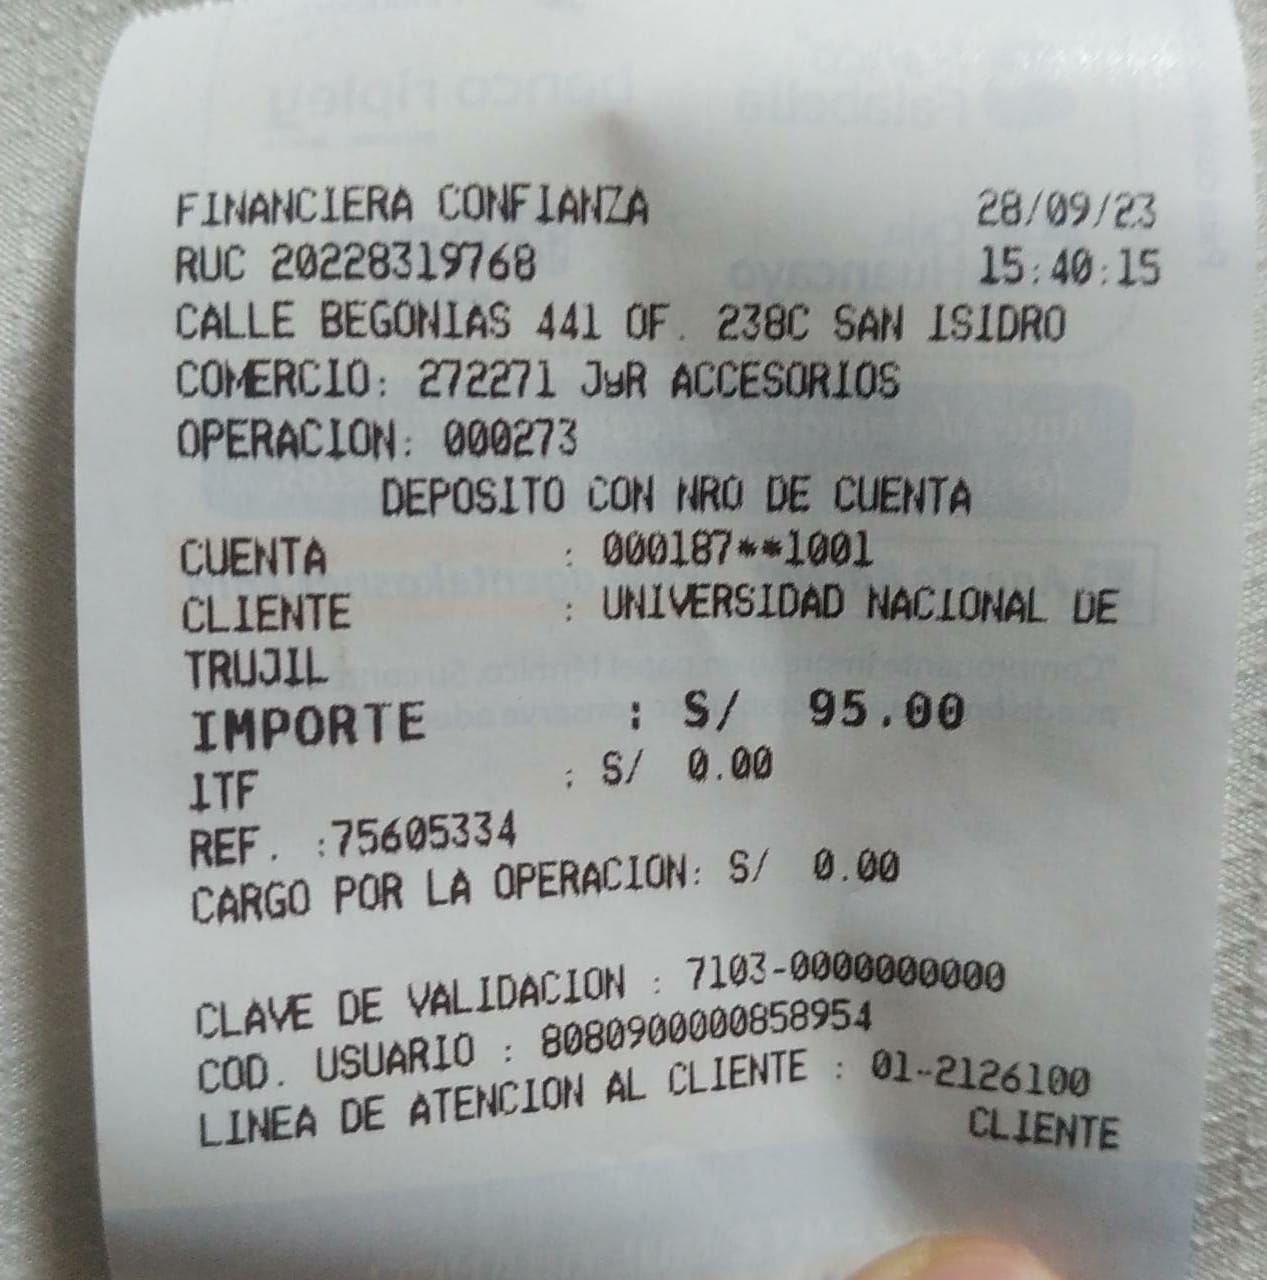 FINANCIERA CONFIANZA 28/09/23
RUC 20228319768 15:40:15
CALLE BEGONIAS 441 OF. 238C SAN ISIDRO
COMERCIO: 272271 JyR ACCESORIOS
OPERACION: 000273
DEPOSITO CON NRO DE CUENTA
CUENTA : 000187**1001
CLIENTE : UNIVERSIDAD NACIONAL DE
TRUJIL
IMPORTE : S/ 95.00
ITF : S/ 0.00
REF. :75605334
CARGO POR LA OPERACION: S/ 0.00
CLAVE DE VALIDACION : 7103-0000000000
COD. USUARIO : 8080900000858954
LINEA DE ATENCION AL CLIENTE : 01-2126100
CLIENTE